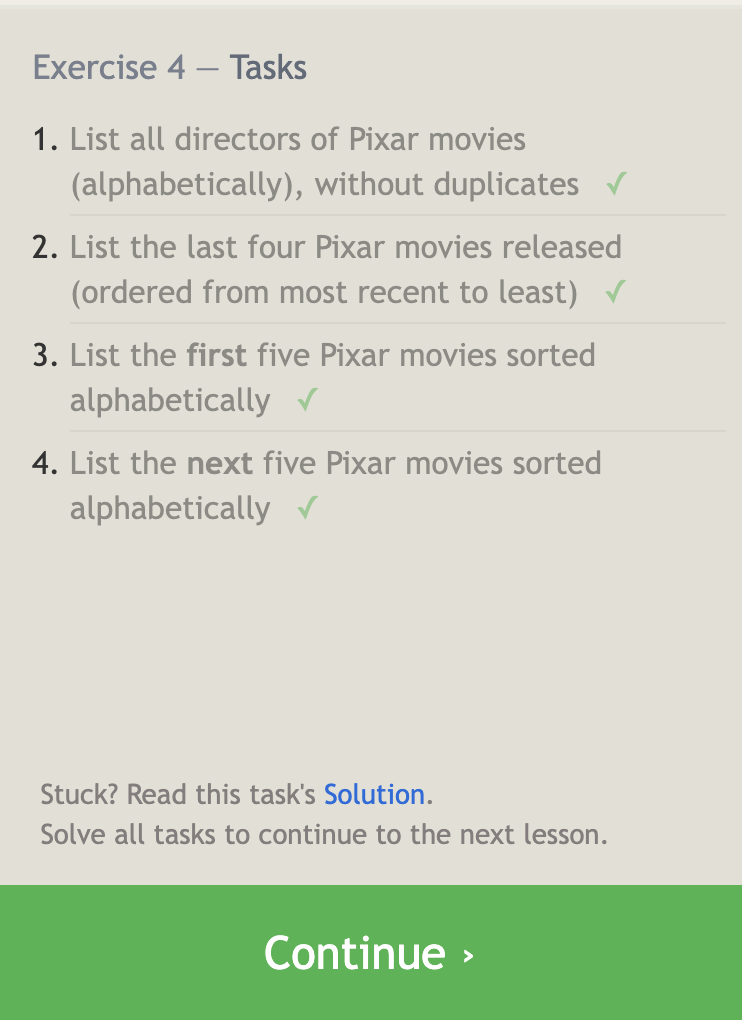 Exercise 4 — Tasks
1. List all directors of Pixar movies
(alphabetically), without duplicates ✓
2. List the last four Pixar movies released
(ordered from most recent to least) ✓
3. List the first five Pixar movies sorted
alphabetically ✓
4. List the next five Pixar movies sorted
alphabetically ✓
Stuck? Read this task's Solution.
Solve all tasks to continue to the next lesson.
Continue ›